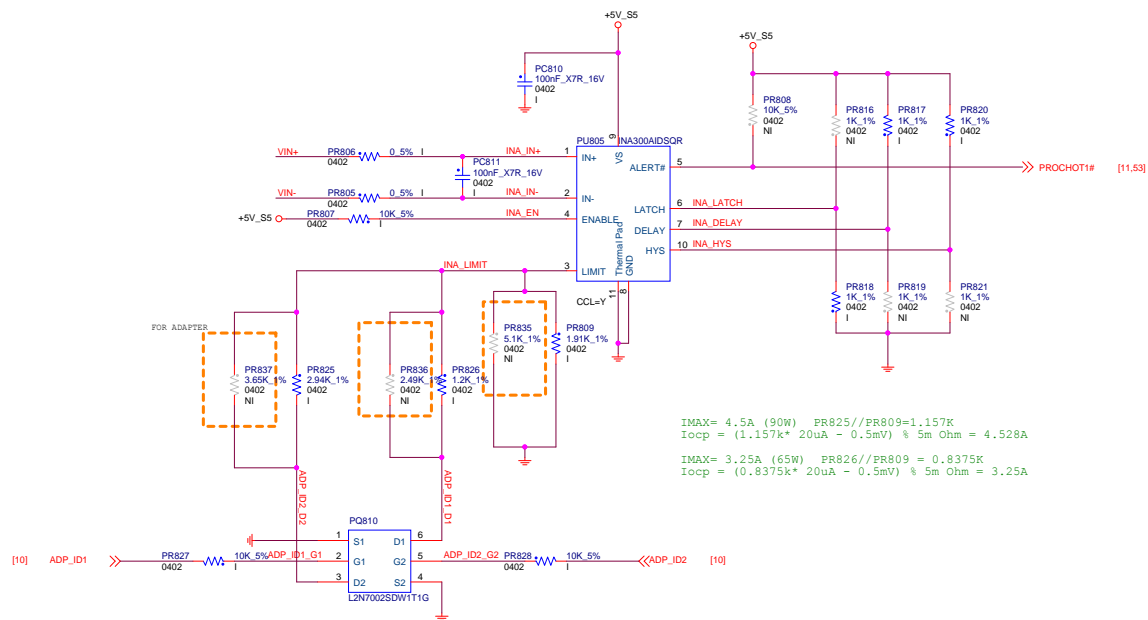 +5V_S5
+5V_S5
PC810
100nF_X7R_16V
0402
I
PR808
10K_5%
0402
NI
PR816
1K_1%
0402
NI
PR817
1K_1%
0402
I
PR820
1K_1%
0402
I
PU805
INA300AIDSQR
9
VS
VIN+
PR806
0402
0_5%
I
INA_IN+
1
IN+
PC811
100nF_X7R_16V
0402
I
ALERT#
5
PROCHOT1#
[11,53]
VIN-
PR805
0402
0_5%
I
INA_IN-
2
IN-
+5V_S5
PR807
0402
10K_5%
I
INA_EN
4
ENABLE
LATCH
6
INA_LATCH
DELAY
7
INA_DELAY
HYS
10
INA_HYS
INA_LIMIT
3
LIMIT
Thermal Pad
GND
11
8
CCL=Y
PR818
1K_1%
0402
I
PR819
1K_1%
0402
NI
PR821
1K_1%
0402
NI
FOR ADAPTER
PR835
5.1K_1%
0402
NI
PR809
1.91K_1%
0402
I
PR837
3.65K_1%
0402
NI
PR825
2.94K_1%
0402
I
PR836
2.49K_1%
0402
NI
PR826
1.2K_1%
0402
I
IMAX= 4.5A (90W) PR825//PR809=1.157K
Iocp = (1.157k* 20uA - 0.5mV) % 5m Ohm = 4.528A
IMAX= 3.25A (65W) PR826//PR809 = 0.8375K
Iocp = (0.8375k* 20uA - 0.5mV) % 5m Ohm = 3.25A
ADP_ID2_D2
ADP_ID1_D1
PQ810
1
S1
D1
6
[10]
ADP_ID1
PR827
0402
10K_5%
I
ADP_ID1_G1
2
G1
G2
5
ADP_ID2_G2
PR828
0402
10K_5%
I
ADP_ID2
[10]
3
D2
S2
4
L2N7002SDW1T1G